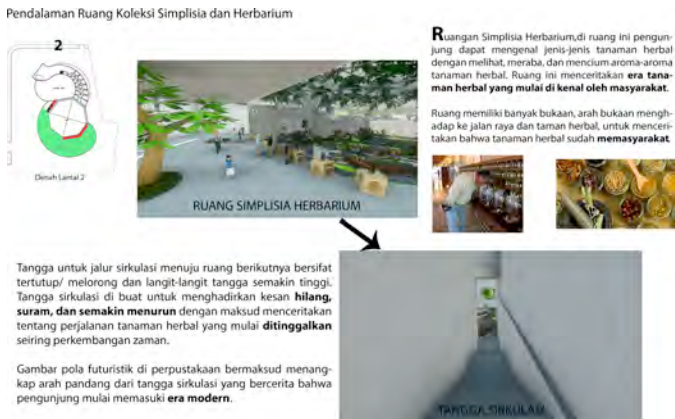 Pendalaman Ruang Koleksi Simplisia dan Herbarium
2
Denah Lantai 2
RUANG SIMPLISIA HERBARIUM
Ruangan Simplisia Herbarium,di ruang ini pengun-
jung dapat mengenal jenis-jenis tanaman herbal
dengan melihat, meraba, dan mencium aroma-aroma
tanaman herbal. Ruang ini menceritakan era tana-
man herbal yang mulai di kenal oleh masyarakat.
Ruang memiliki banyak bukaan, arah bukaan mengh-
adap ke jalan raya dan taman herbal, untuk menceri-
takan bahwa tanaman herbal sudah memasyarakat.
Tangga untuk jalur sirkulasi menuju ruang berikutnya bersifat
tertutup/ melorong dan langit-langit tangga semakin tinggi.
Tangga sirkulasi di buat untuk menghadirkan kesan hilang,
suram, dan semakin menurun dengan maksud menceritakan
tentang perjalanan tanaman herbal yang mulai ditinggalkan
seiring perkembangan zaman.
Gambar pola futuristik di perpustakaan bermaksud menang-
kap arah pandang dari tangga sirkulasi yang bercerita bahwa
pengunjung mulai memasuki era modern.
TANGGA SIRKULASI